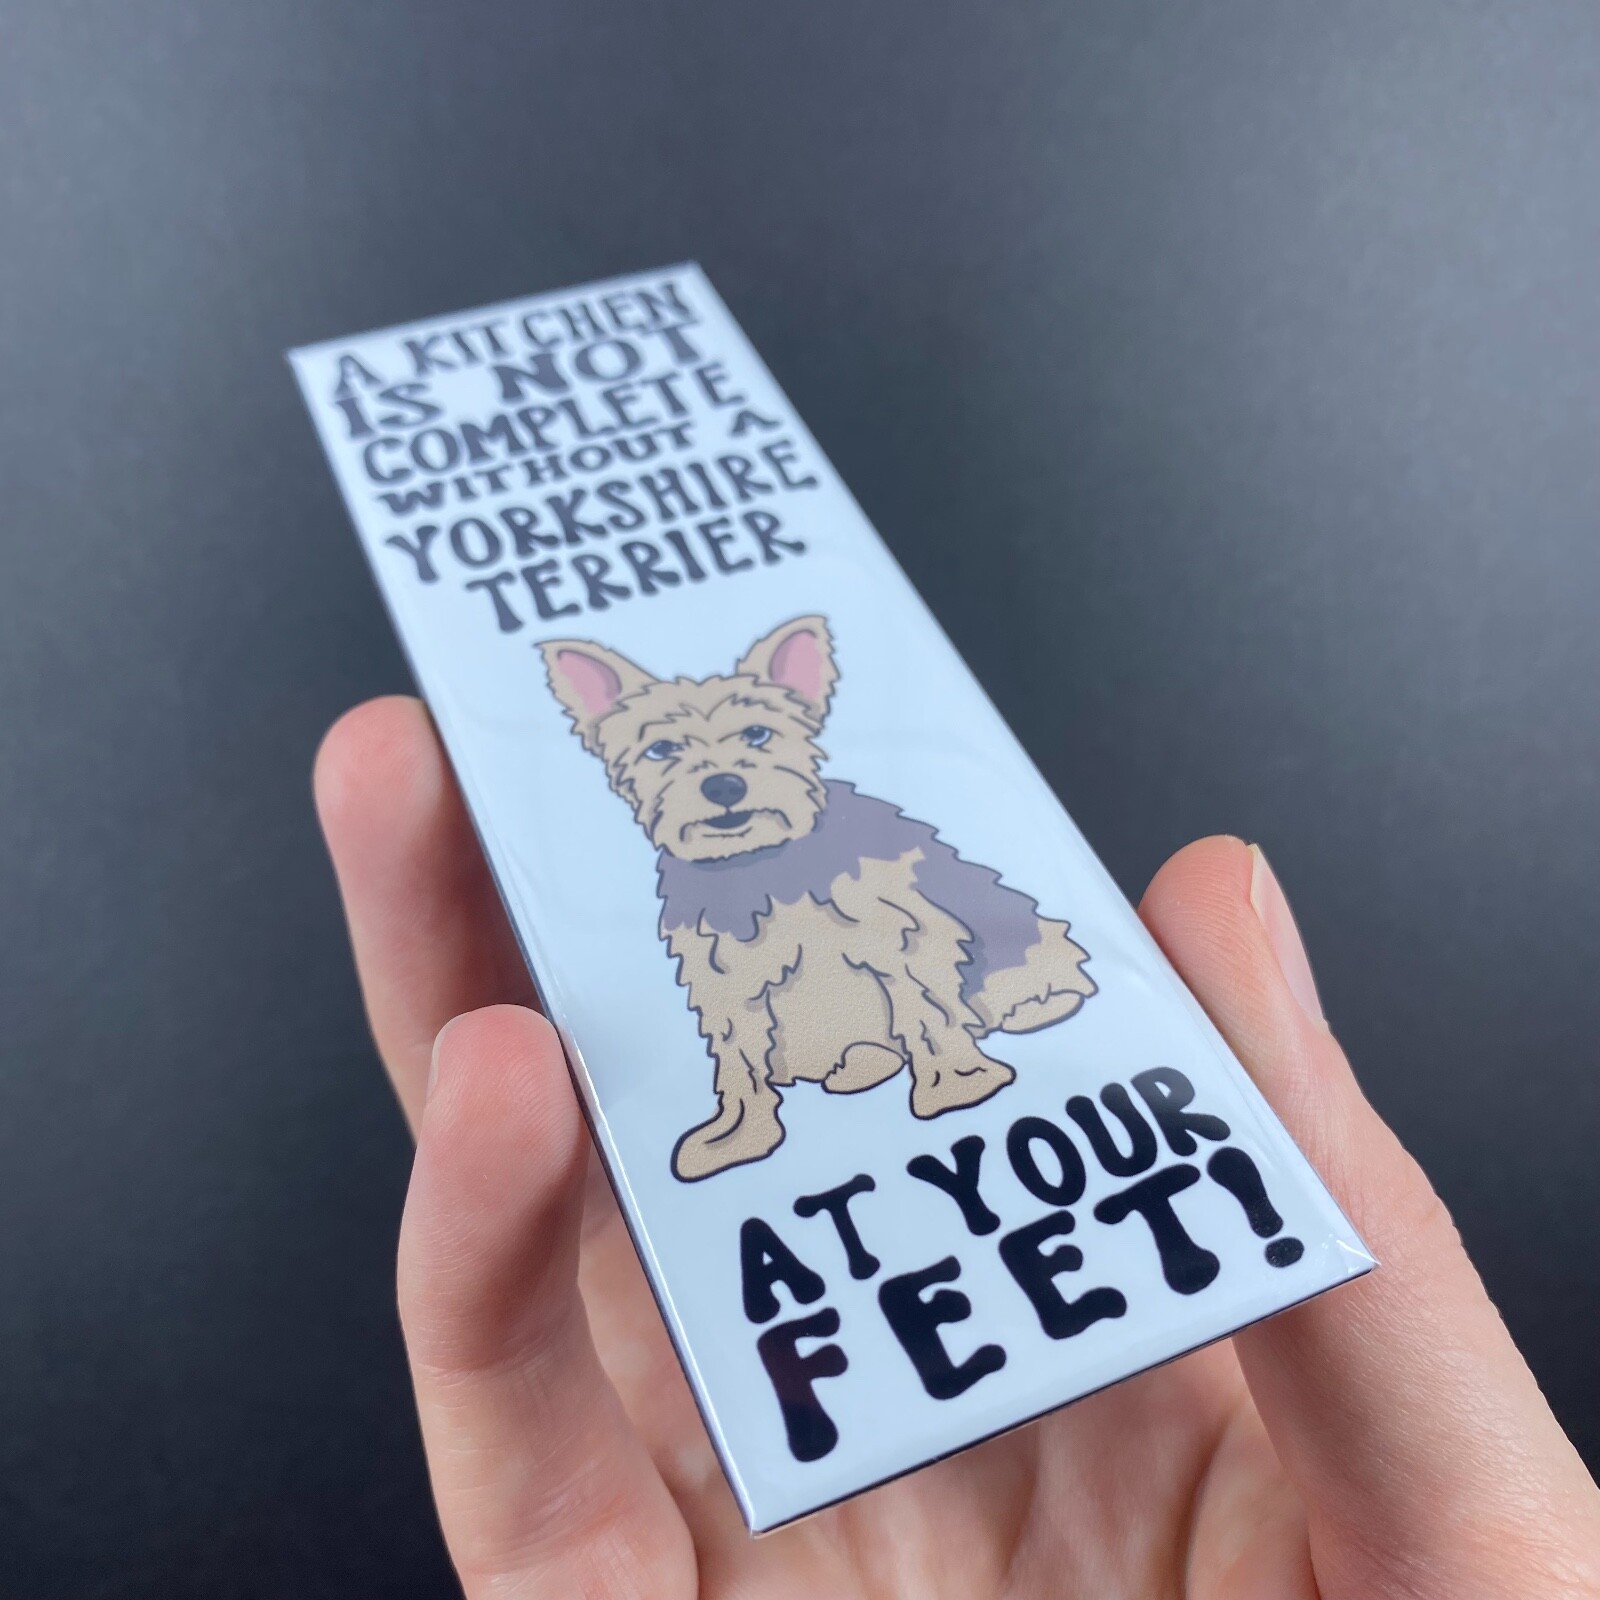 A KITCHEN
IS NOT
COMPLETE
WITHOUT A
YORKSHIRE
TERRIER
AT YOUR
FEET!